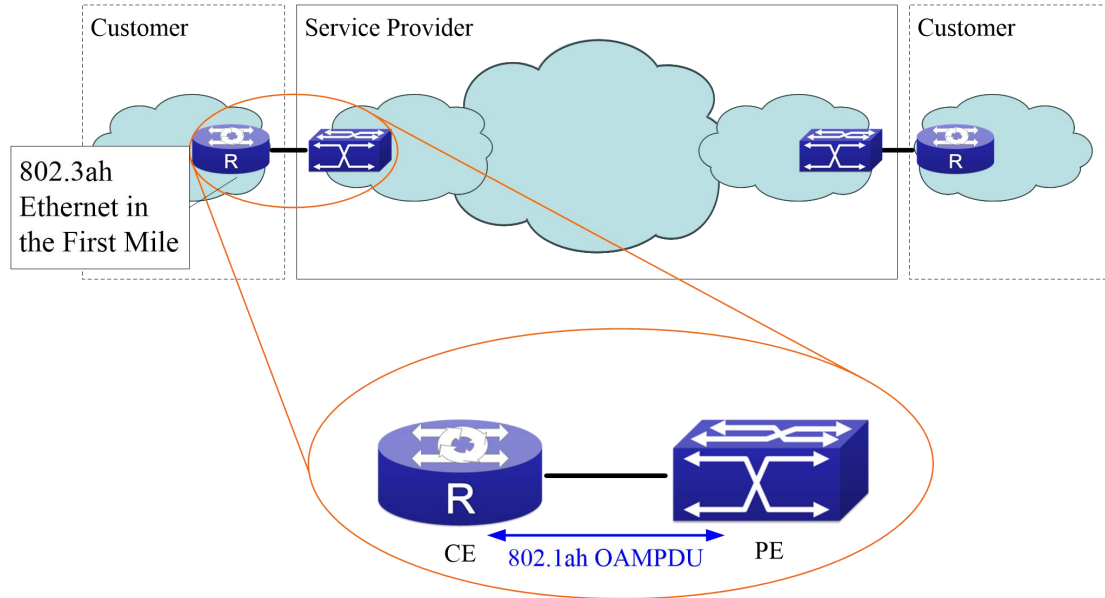 Customer
Service Provider
Customer
R
R
802.3ah
Ethernet in
the First Mile
R
CE
802.1ah OAMPDU
PE